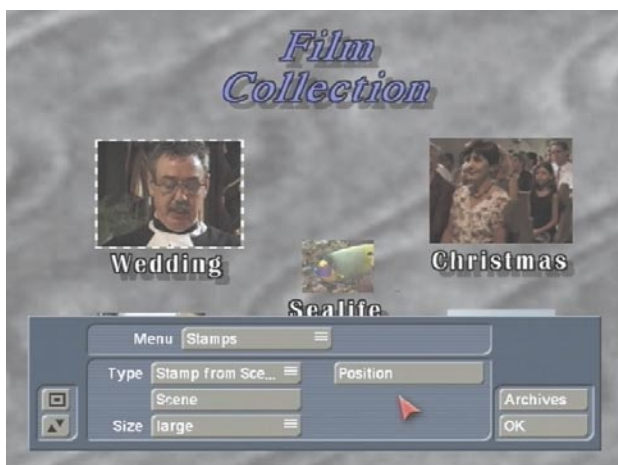 Film
Collection
Wedding
Christmas
Sealife
Menu Stamps
Type Stamp from Sce... Position
Scene Archives
Size large OK